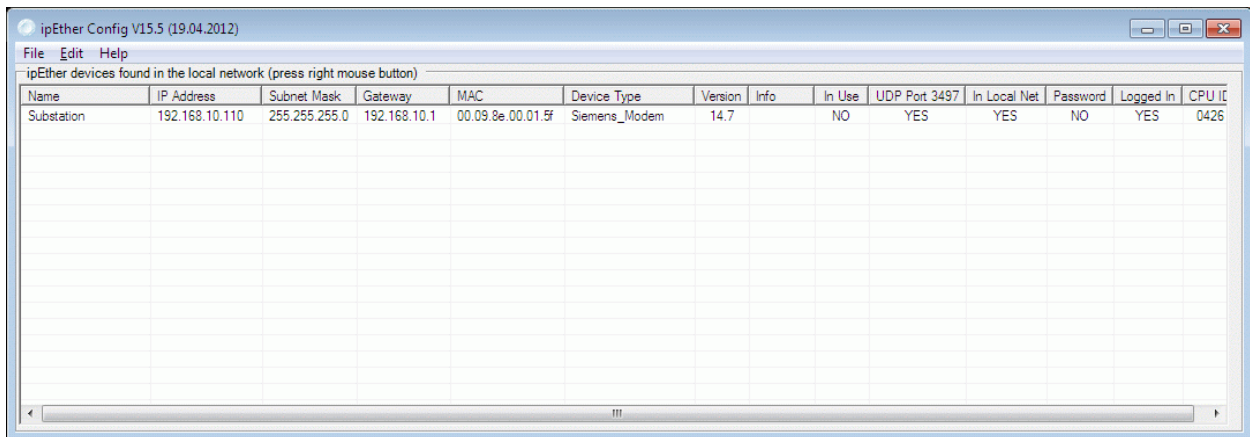 ipEther Config V15.5 (19.04.2012)
File Edit Help
ipEther devices found in the local network (press right mouse button)
Name IP Address Subnet Mask Gateway MAC Device Type Version Info In Use UDP Port 3497 In Local Net Password Logged In CPU ID
Substation 192.168.10.110 255.255.255.0 192.168.10.1 00.09.8e.00.01.5f Siemens_Modem 14.7 NO YES YES NO YES 0426